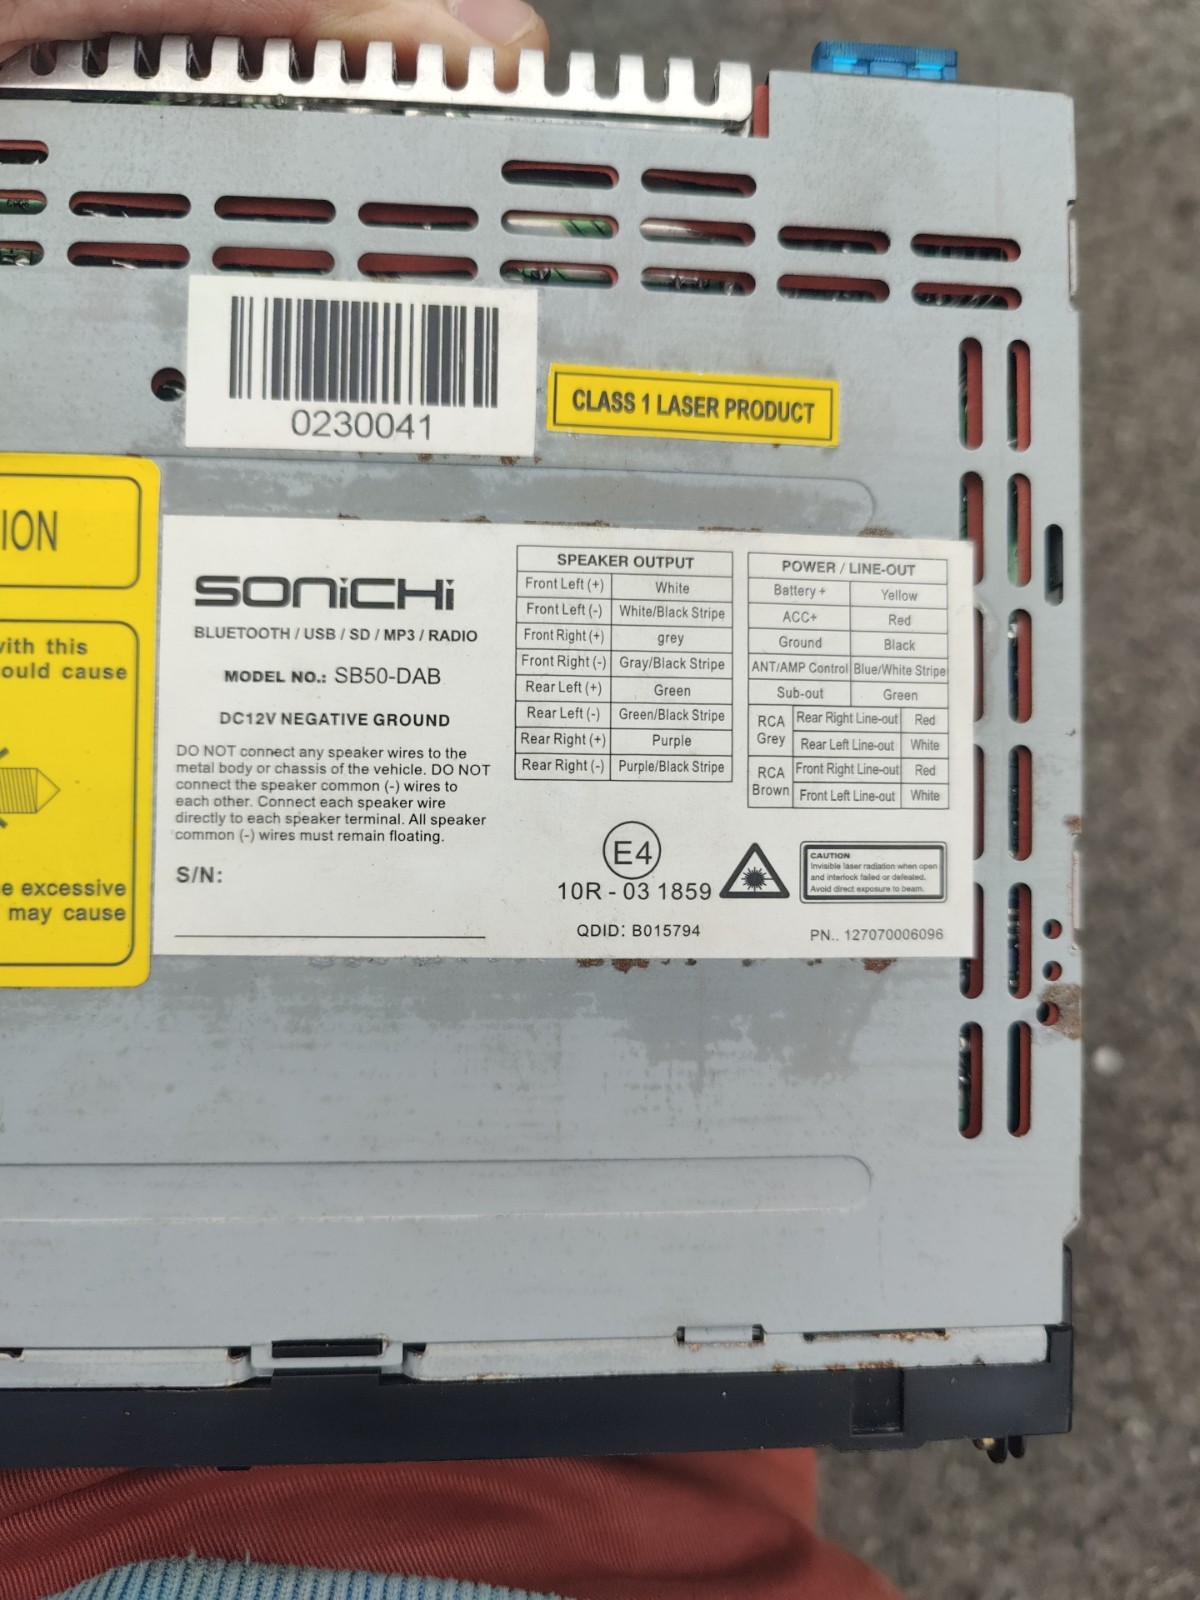 0230041
CLASS 1 LASER PRODUCT
ION
with this
ould cause
e excessive
may cause
SONiCHi
BLUETOOTH / USB / SD / MP3 / RADIO
MODEL NO.: SB50-DAB
DC12V NEGATIVE GROUND
DO NOT connect any speaker wires to the
metal body or chassis of the vehicle. DO NOT
connect the speaker common (-) wires to
each other. Connect each speaker wire
directly to each speaker terminal. All speaker
common (-) wires must remain floating.
S/N:
SPEAKER OUTPUT
Front Left (+) White
Front Left (-) White/Black Stripe
Front Right (+) grey
Front Right (-) Gray/Black Stripe
Rear Left (+) Green
Rear Left (-) Green/Black Stripe
Rear Right (+) Purple
Rear Right (-) Purple/Black Stripe
POWER / LINE-OUT
Battery + Yellow
ACC+ Red
Ground Black
ANT/AMP Control Blue/White Stripe
Sub-out Green
RCA Grey
Rear Right Line-out Red
Rear Left Line-out White
RCA Brown
Front Right Line-out Red
Front Left Line-out White
E4
10R - 03 1859
QDID: B015794
CAUTION
Invisible laser radiation when open
and interlock failed or defeated.
Avoid direct exposure to beam.
PN.. 127070006096